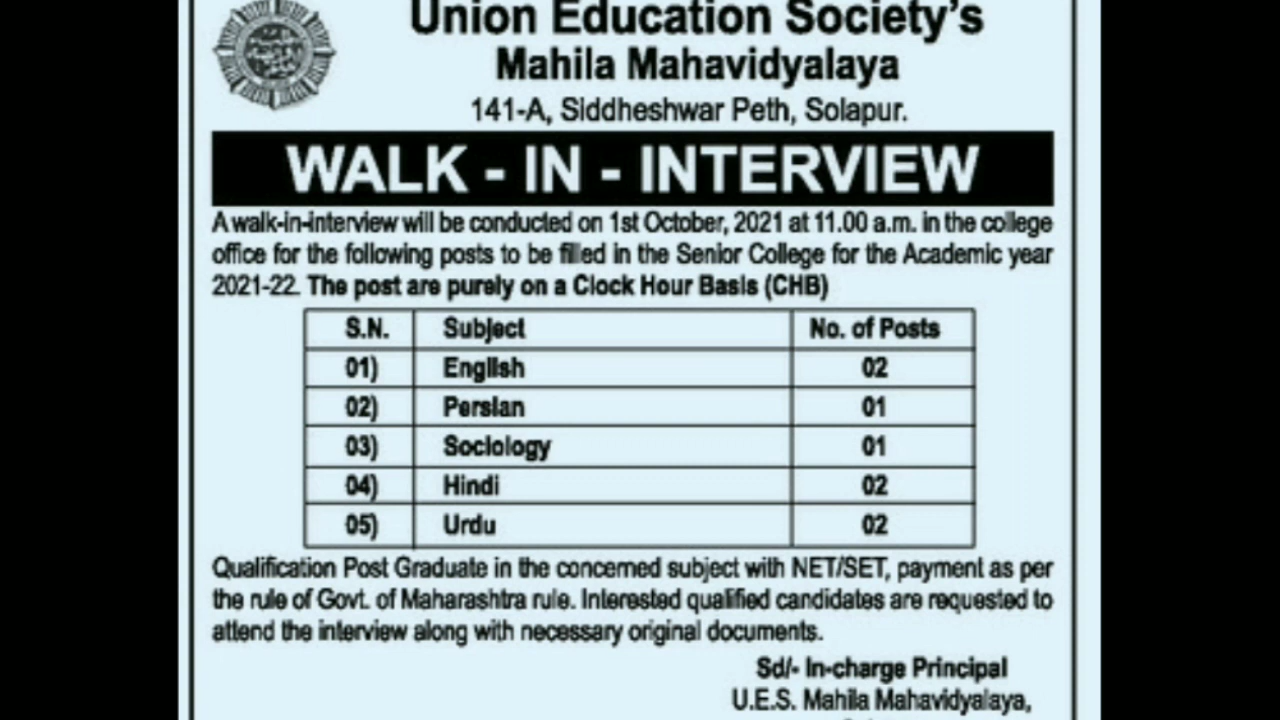 Union Education Society's
Mahila Mahavidyalaya
141-A, Siddheshwar Peth, Solapur.
WALK - IN - INTERVIEW
A walk-in-interview will be conducted on 1st October, 2021 at 11.00 a.m. in the college
office for the following posts to be filled in the Senior College for the Academic year
2021-22. The post are purely on a Clock Hour Basis (CHB)
S.N. Subject No. of Posts
01) English 02
02) Persian 01
03) Sociology 01
04) Hindi 02
05) Urdu 02
Qualification Post Graduate in the concerned subject with NET/SET, payment as per
the rule of Govt. of Maharashtra rule. Interested qualified candidates are requested to
attend the interview along with necessary original documents.
Sd/- In-charge Principal
U.E.S. Mahila Mahavidyalaya,